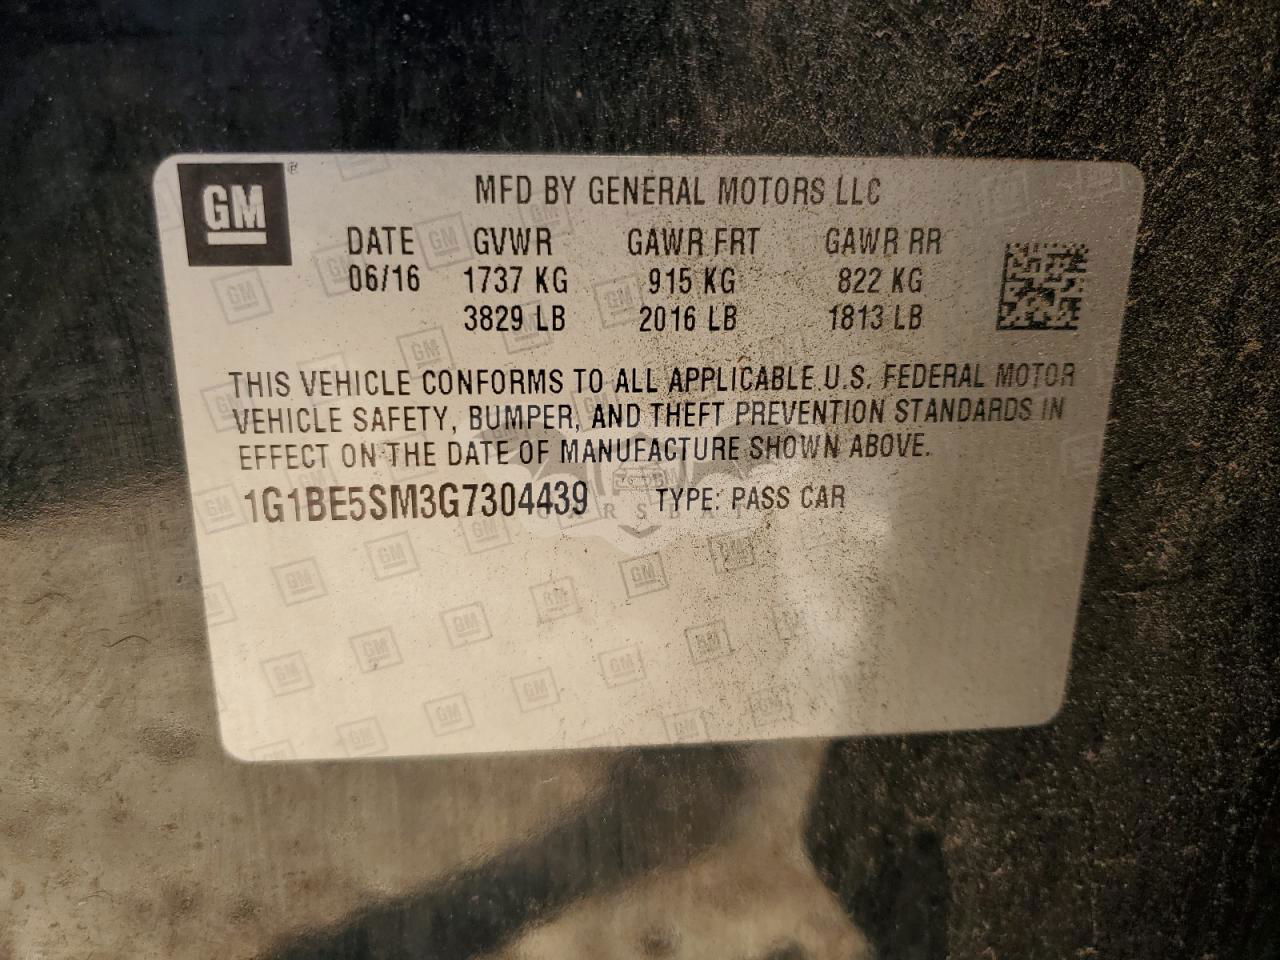 GM®
MFD BY GENERAL MOTORS LLC
DATE GVWR GAWR FRT GAWR RR
06/16 1737 KG 915 KG 822 KG
3829 LB 2016 LB 1813 LB
THIS VEHICLE CONFORMS TO ALL APPLICABLE U.S. FEDERAL MOTOR
VEHICLE SAFETY, BUMPER, AND THEFT PREVENTION STANDARDS IN
EFFECT ON THE DATE OF MANUFACTURE SHOWN ABOVE.
1G1BE5SM3G7304439 TYPE: PASS CAR